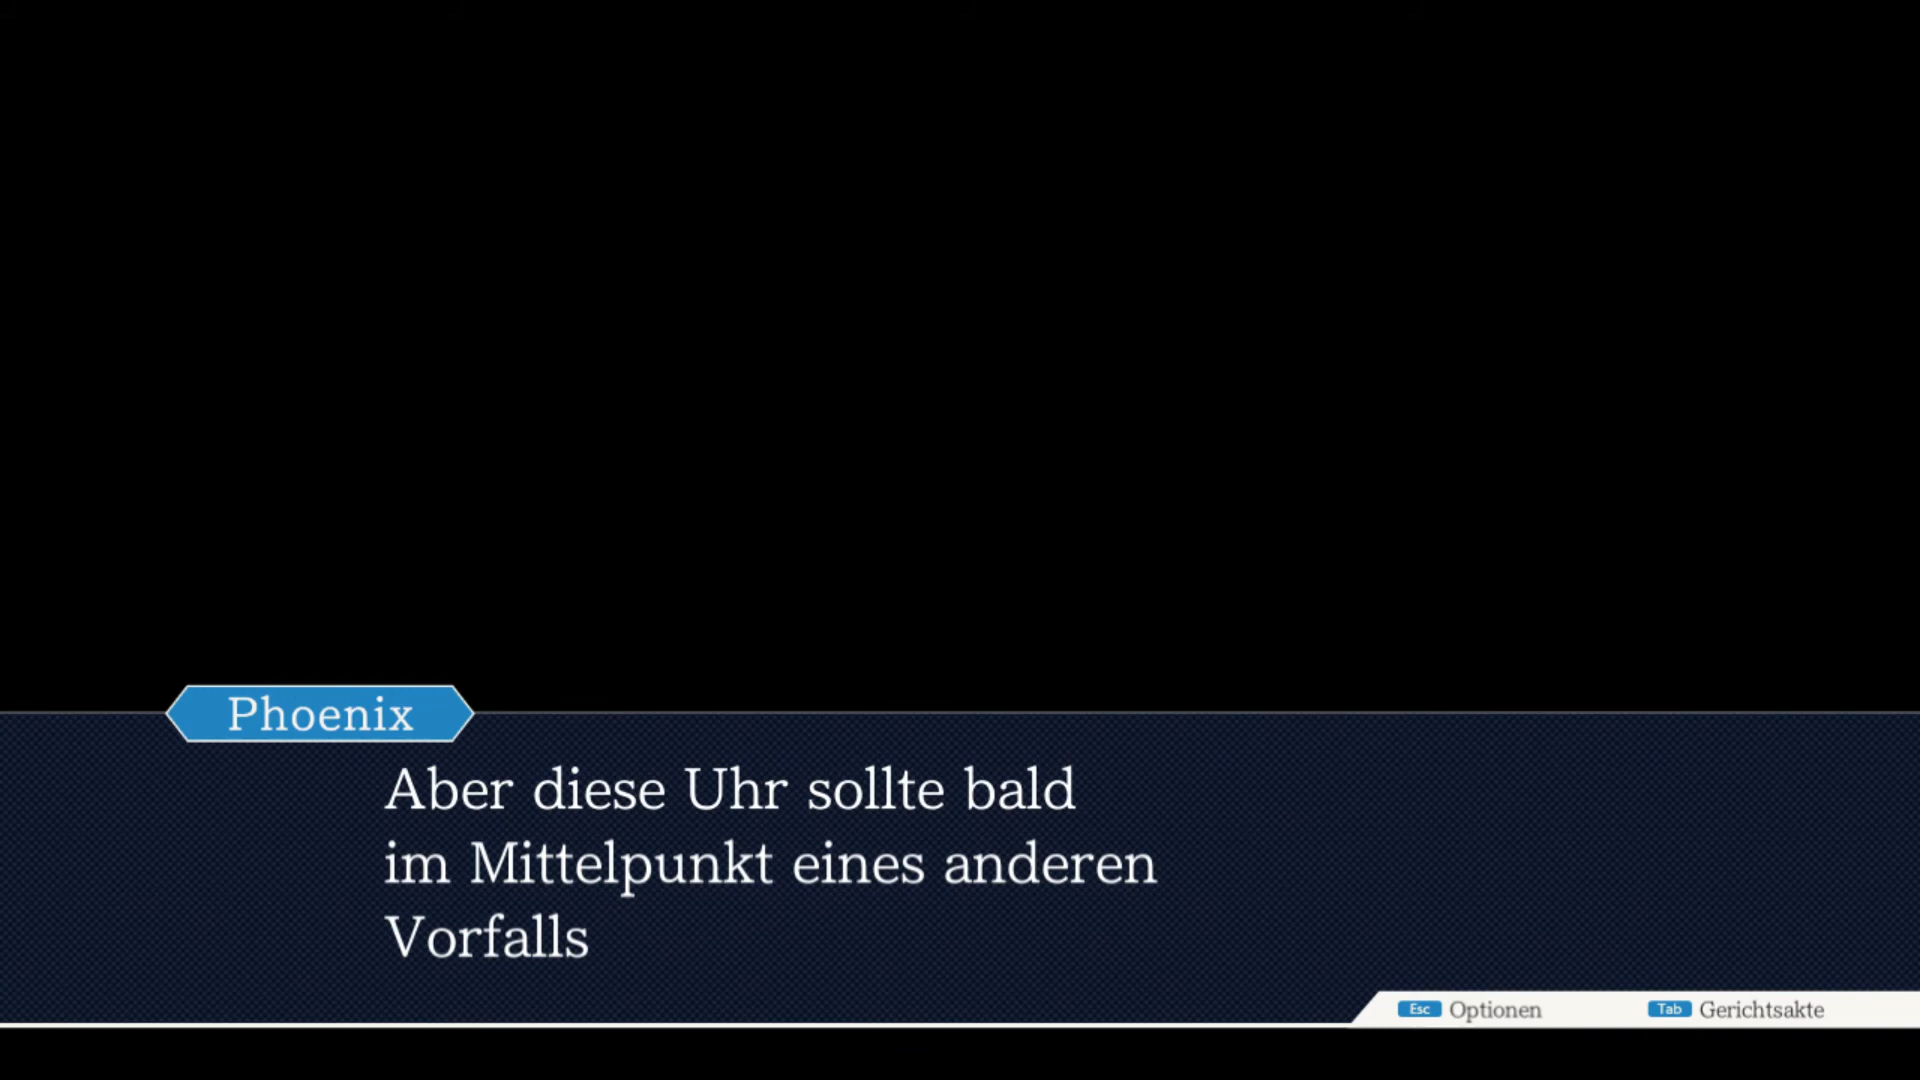 Phoenix
Aber diese Uhr sollte bald
im Mittelpunkt eines anderen
Vorfalls
Esc Optionen Tab Gerichtsakte